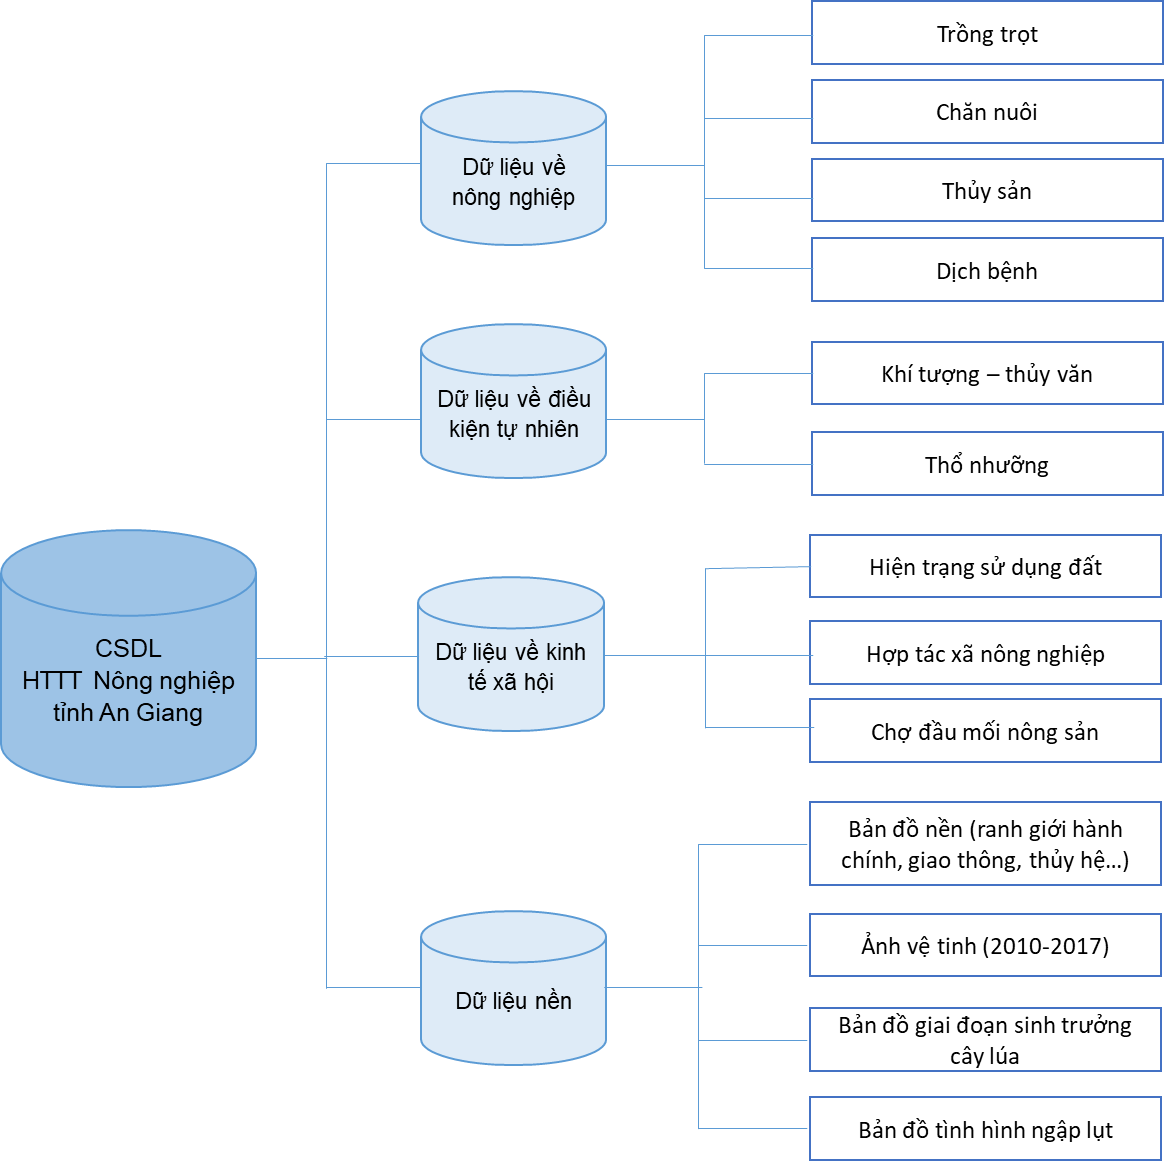 Trồng trọt
Chăn nuôi
Thủy sản
Dịch bệnh
Dữ liệu về
nông nghiệp
Khí tượng – thủy văn
Thổ nhưỡng
Dữ liệu về điều
kiện tự nhiên
CSDL
HTTT  Nông nghiệp
tỉnh An Giang
Hiện trạng sử dụng đất
Hợp tác xã nông nghiệp
Chợ đầu mối nông sản
Dữ liệu về kinh
tế xã hội
Bản đồ nền (ranh giới hành
chính, giao thông, thủy hệ…)
Ảnh vệ tinh (2010-2017)
Bản đồ giai đoạn sinh trưởng
cây lúa
Bản đồ tình hình ngập lụt
Dữ liệu nền